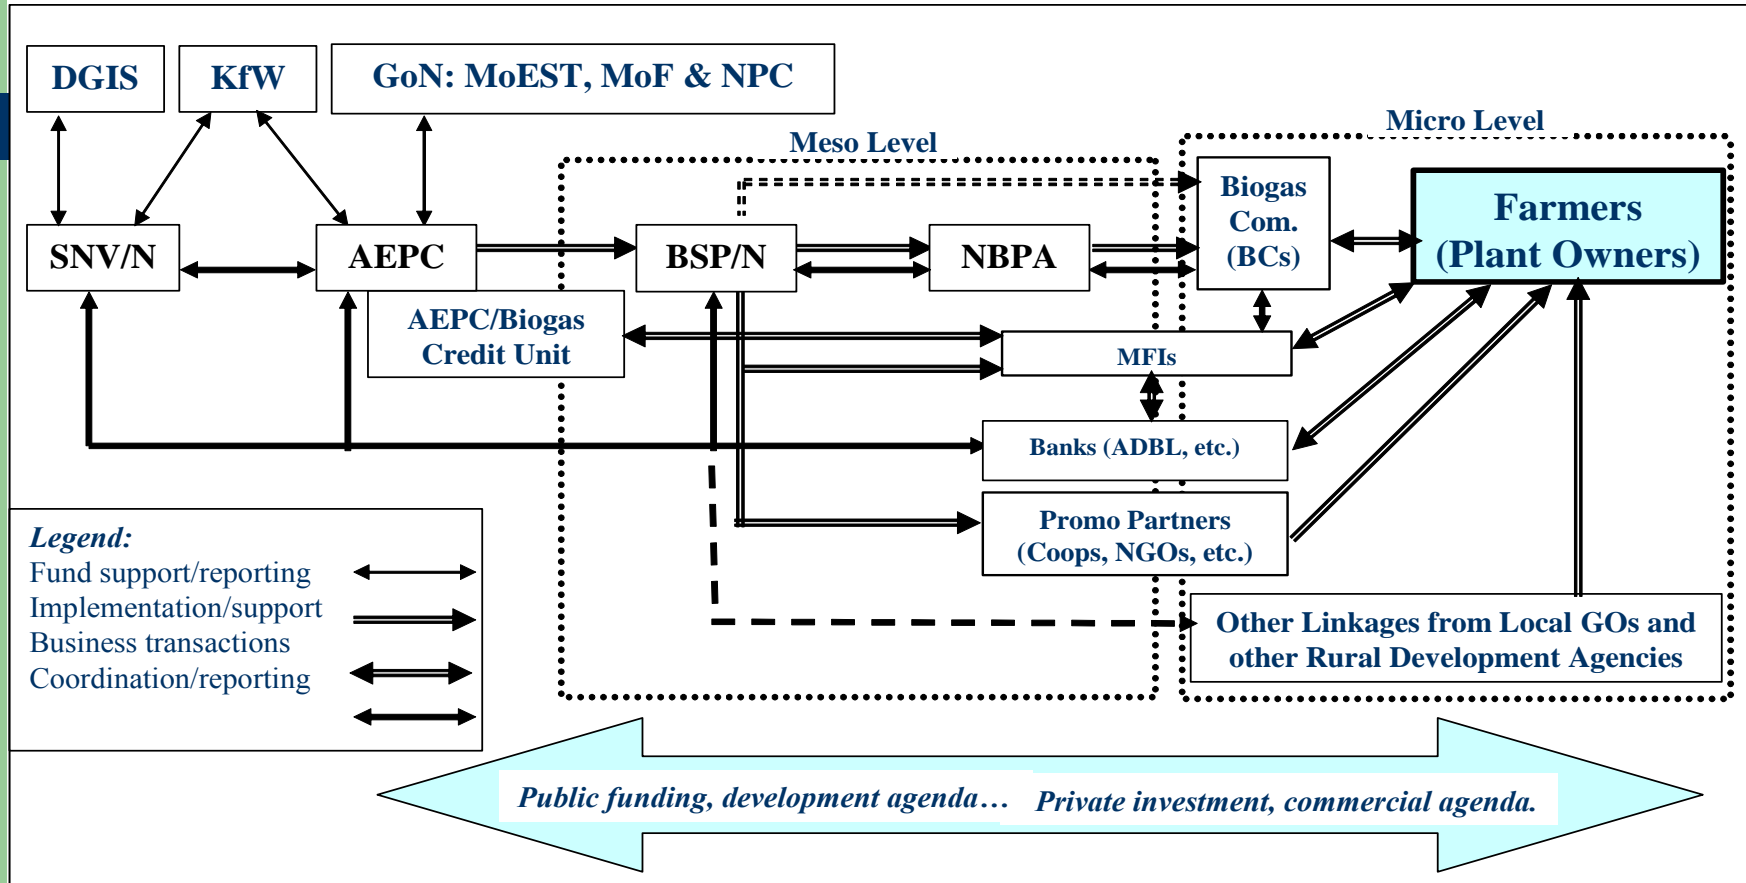 DGIS
KfW
GoN: MoEST, MoF & NPC
Meso Level
Micro Level
Biogas
Com.
(BCs)
Farmers
(Plant Owners)
SNV/N
AEPC
BSP/N
NBPA
AEPC/Biogas
Credit Unit
MFIs
Banks (ADBL, etc.)
Promo Partners
(Coops, NGOs, etc.)
Other Linkages from Local GOs and
other Rural Development Agencies
Legend:
Fund support/reporting
Implementation/support
Business transactions
Coordination/reporting
Public funding, development agenda…
Private investment, commercial agenda.